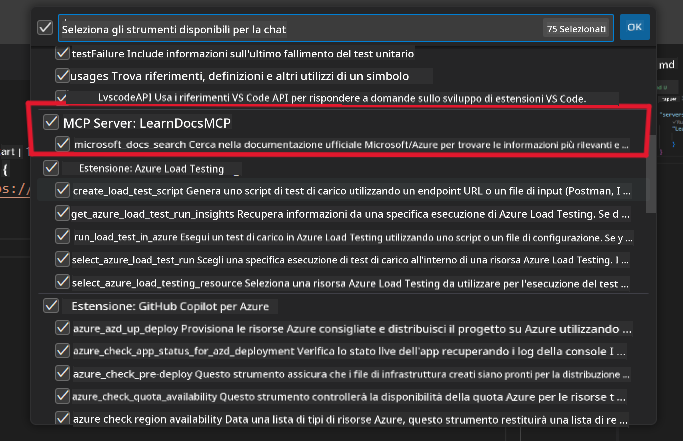 Seleziona gli strumenti disponibili per la chat
75 Selezionati
OK
testFailure Include informazioni sull'ultimo fallimento del test unitario
usages Trova riferimenti, definizioni e altri utilizzi di un simbolo
LvscodeAPI Usa i riferimenti VS Code API per rispondere a domande sullo sviluppo di estensioni VS Code.
MCP Server: LearnDocsMCP
microsoft_docs_search Cerca nella documentazione ufficiale Microsoft/Azure per trovare le informazioni più rilevanti e ...
Estensione: Azure Load Testing
create_load_test_script Genera uno script di test di carico utilizzando un endpoint URL o un file di input (Postman, I ...
get_azure_load_test_run_insights Recupera informazioni da una specifica esecuzione di Azure Load Testing. Se d ...
run_load_test_in_azure Esegui un test di carico in Azure Load Testing utilizzando uno script o un file di configurazione. Se y ...
select_azure_load_test_run Scegli una specifica esecuzione di test di carico all'interno di una risorsa Azure Load Testing. I ...
select_azure_load_testing_resource Seleziona una risorsa Azure Load Testing da utilizzare per l'esecuzione del test ...
Estensione: GitHub Copilot per Azure
azure_azd_up_deploy Provisiona le risorse Azure consigliate e distribuisci il progetto su Azure utilizzando ...
azure_check_app_status_for_azd_deployment Verifica lo stato live dell'app recuperando i log della console I ...
azure_check_pre-deploy Questo strumento assicura che i file di infrastruttura creati siano pronti per la distribuzione ...
azure_check_quota_availability Questo strumento controllerà la disponibilità della quota Azure per le risorse t ...
azure check region availability Data una lista di tipi di risorse Azure, questo strumento restituirà una lista di re ...
md
art |
{
s://